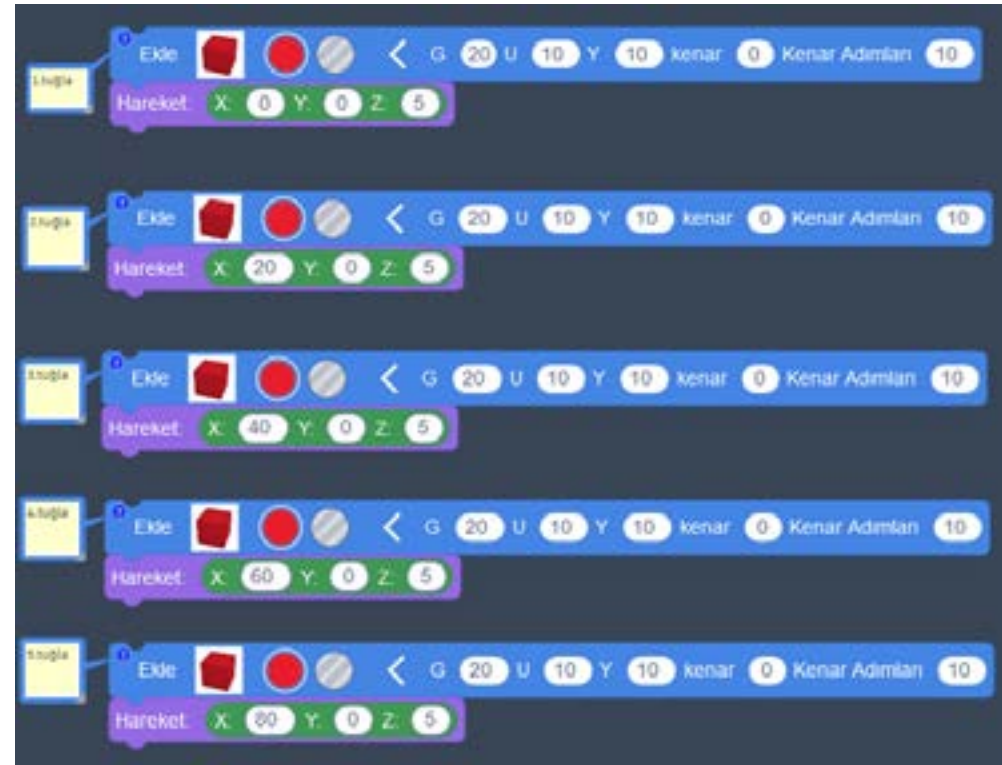 1.tuğla
Ekle G 20 U 10 Y 10 kenar 0 Kenar Adımları 10
Hareket: X: 0 Y: 0 Z: 5
2.tuğla
Ekle G 20 U 10 Y 10 kenar 0 Kenar Adımları 10
Hareket: X: 20 Y: 0 Z: 5
3.tuğla
Ekle G 20 U 10 Y 10 kenar 0 Kenar Adımları 10
Hareket: X: 40 Y: 0 Z: 5
4.tuğla
Ekle G 20 U 10 Y 10 kenar 0 Kenar Adımları 10
Hareket: X: 60 Y: 0 Z: 5
5.tuğla
Ekle G 20 U 10 Y 10 kenar 0 Kenar Adımları 10
Hareket: X: 80 Y: 0 Z: 5